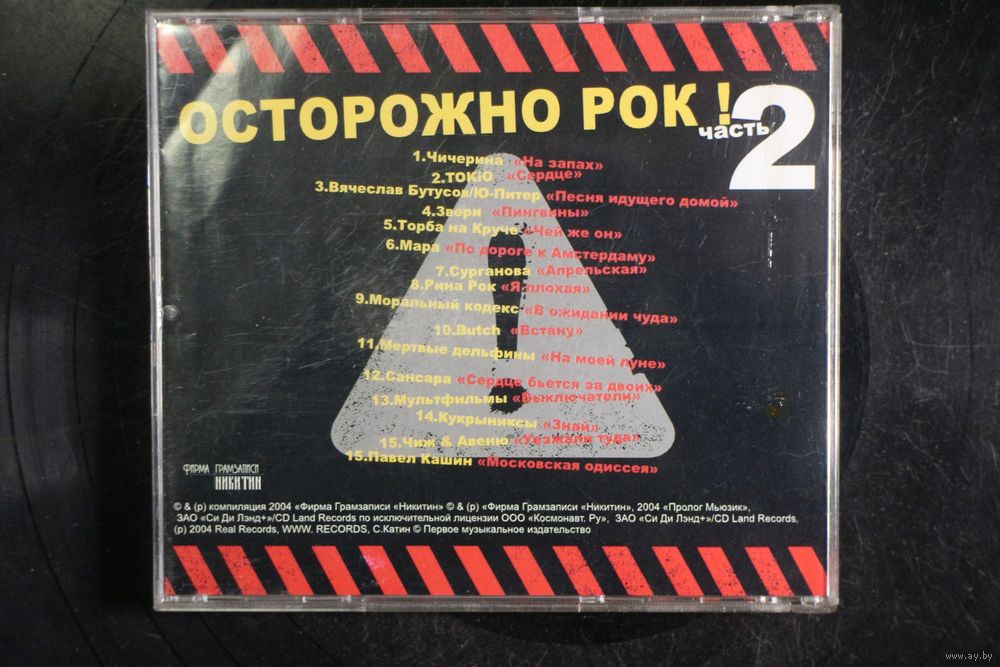 ОСТОРОЖНО РОК !
часть 2
1.Чичерина «На запах»
2.TOKiO «Сердце»
3.Вячеслав Бутусов/Ю-Питер «Песня идущего домой»
4.Звери «Пингвины»
5.Торба на Круче «Чей же он»
6.Мара «По дороге к Амстердаму»
7.Сурганова «Апрельская»
8.Рина Рок «Я плохая»
9.Моральный кодекс «В ожидании чуда»
10.Butch «Встану»
11.Мертвые дельфины «На моей луне»
12.Сансара «Сердце бьется за двоих»
13.Мультфильмы «Выключатели»
14.Кукрыниксы «Знай»
15.Чиж & Авеню «Уезжали туда»
15.Павел Кашин «Московская одиссея»
ФИРМА ГРАМЗАПИСИ
НИКИТИН
© & (p) компиляция 2004 «Фирма Грамзаписи «Никитин» © & (p) «Фирма Грамзаписи «Никитин», 2004 «Пролог Мьюзик»,
ЗАО «Си Ди Лэнд+»/CD Land Records по исключительной лицензии ООО «Космонавт. Ру», ЗАО «Си Ди Лэнд+»/CD Land Records,
(p) 2004 Real Records, WWW. RECORDS, С.Катин © Первое музыкальное издательство
www.ay.by